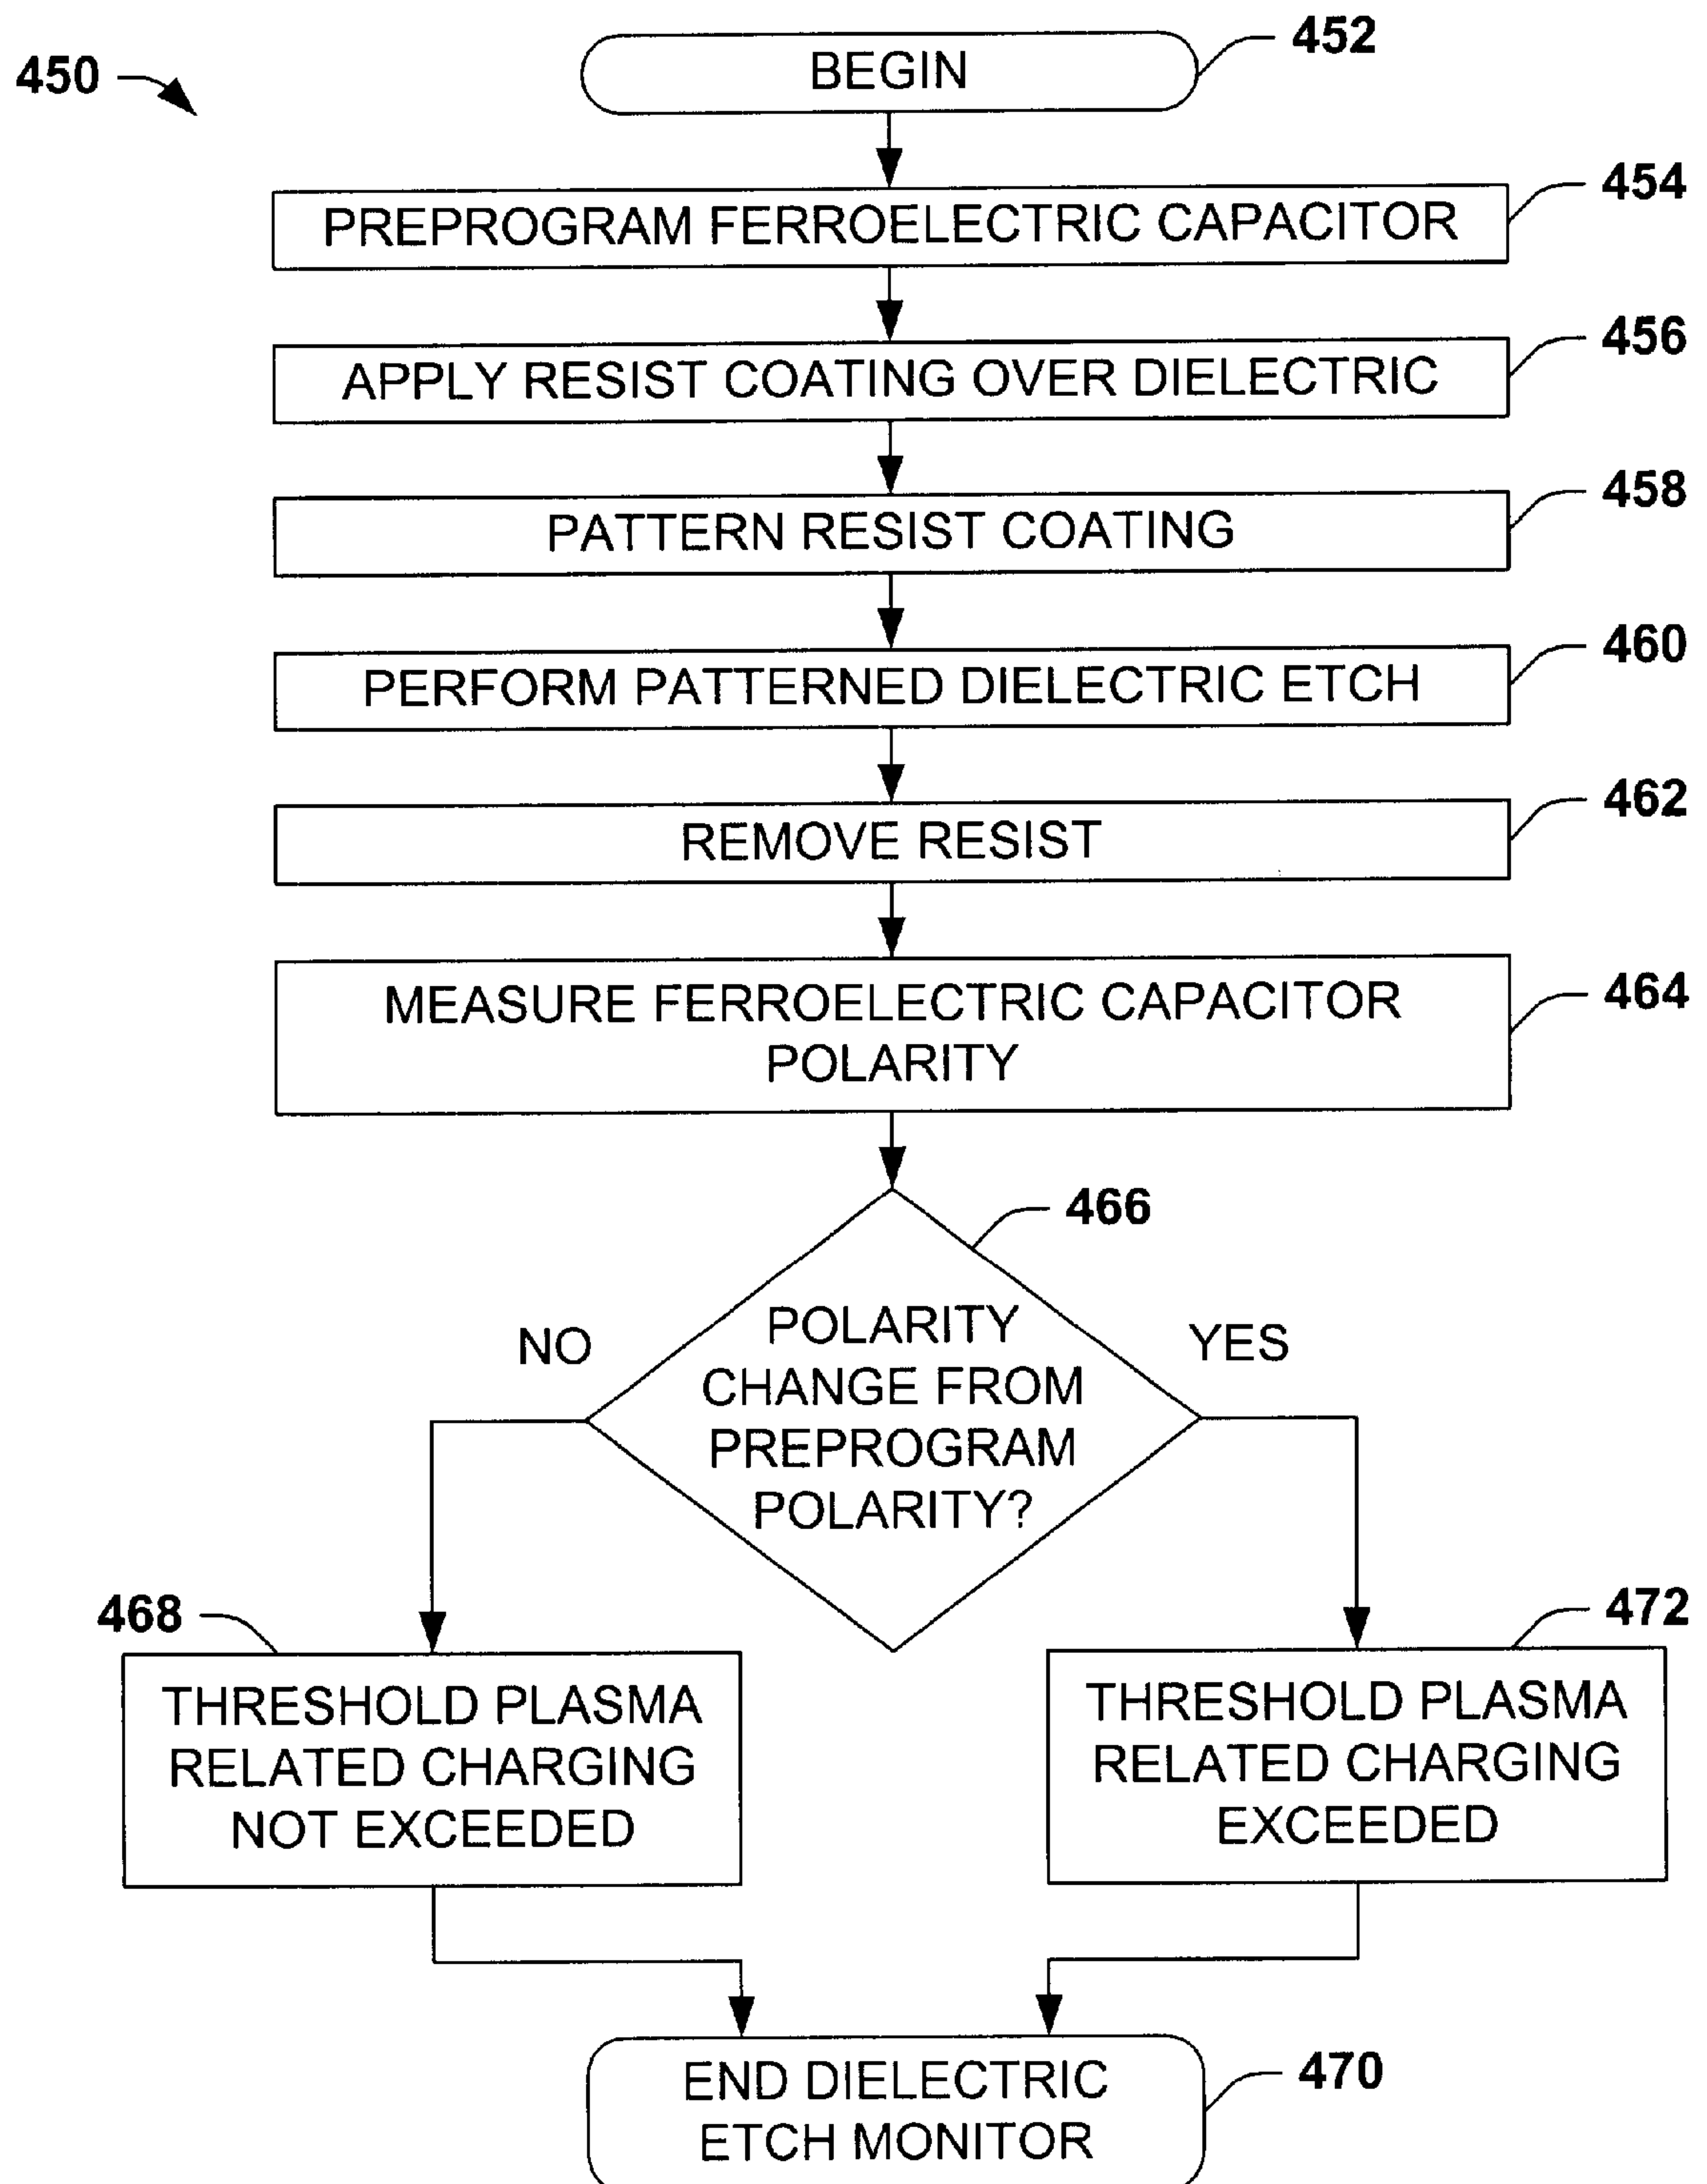 450
BEGIN
452
PREPROGRAM FERROELECTRIC CAPACITOR
454
APPLY RESIST COATING OVER DIELECTRIC
456
PATTERN RESIST COATING
458
PERFORM PATTERNED DIELECTRIC ETCH
460
REMOVE RESIST
462
MEASURE FERROELECTRIC CAPACITOR
POLARITY
464
466
NO
POLARITY
CHANGE FROM
PREPROGRAM
POLARITY?
YES
468
THRESHOLD PLASMA
RELATED CHARGING
NOT EXCEEDED
472
THRESHOLD PLASMA
RELATED CHARGING
EXCEEDED
END DIELECTRIC
ETCH MONITOR
470